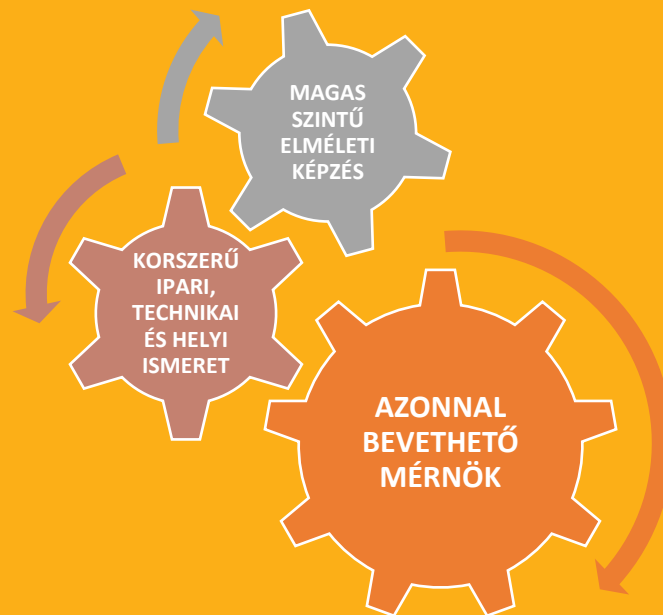 MAGAS
SZINTŰ
ELMÉLETI
KÉPZÉS
KORSZERŰ
IPARI,
TECHNIKAI
ÉS HELYI
ISMERET
AZONNAL
BEVETHETŐ
MÉRNÖK